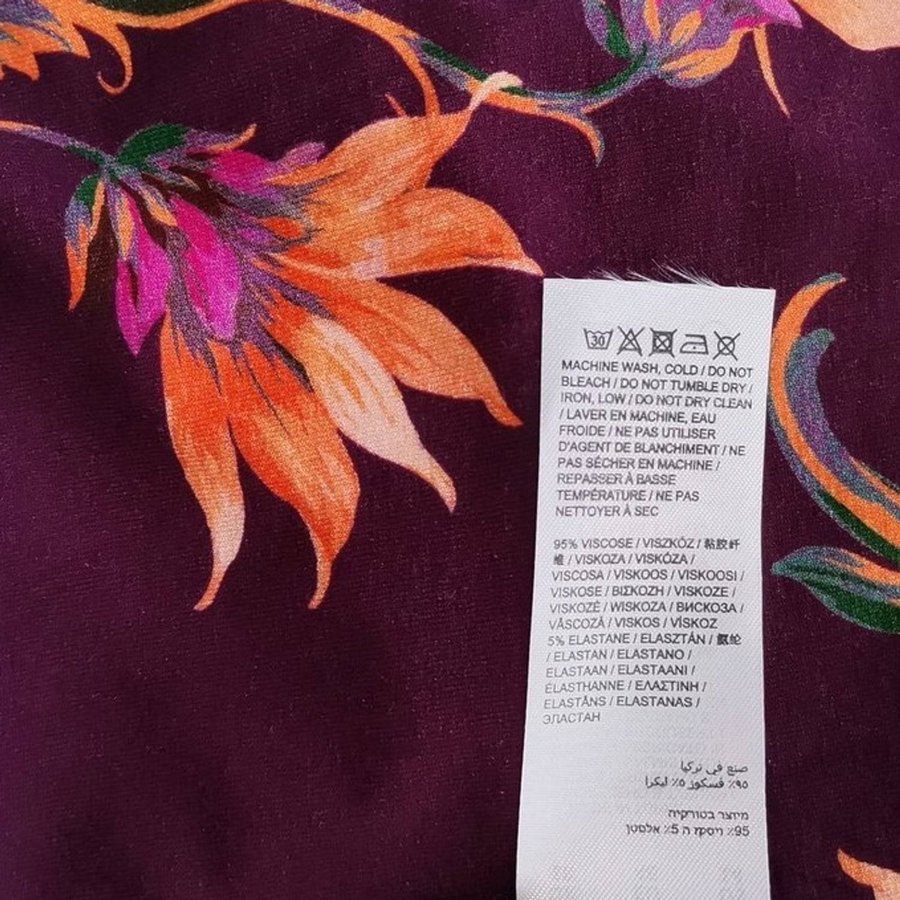 30
MACHINE WASH, COLD / DO NOT
BLEACH / DO NOT TUMBLE DRY /
IRON, LOW / DO NOT DRY CLEAN
/ LAVER EN MACHINE, EAU
FROIDE / NE PAS UTILISER
D'AGENT DE BLANCHIMENT / NE
PAS SÉCHER EN MACHINE /
REPASSER À BASSE
TEMPÉRATURE / NE PAS
NETTOYER À SEC
95% VISCOSE / VISZKÓZ / 粘胶纤
维 / VISKOZA / VISKÓZA /
VISCOSA / VISKOOS / VISKOOSI /
VISKOSE / ΒΙΣΚΟΖΗ / VISKOZE /
VISKOZĖ / WISKOZA / ВИСКОЗА /
VÂSCOZĂ / VISKOS / VÍSKOZ
5% ELASTANE / ELASZTÁN / 氨纶
/ ELASTAN / ELASTANO /
ELASTAAN / ELASTAANI /
ÉLASTHANNE / ΕΛΑΣΤΙΝΗ /
ELASTĀNS / ELASTANAS /
ЭЛАСТАН
صنع في تركيا
٩٥٪ فسكوز ٥٪ ليكرا
מיוצר בטורקיה
95٪ ויסקוז ה 5٪ אלסטן